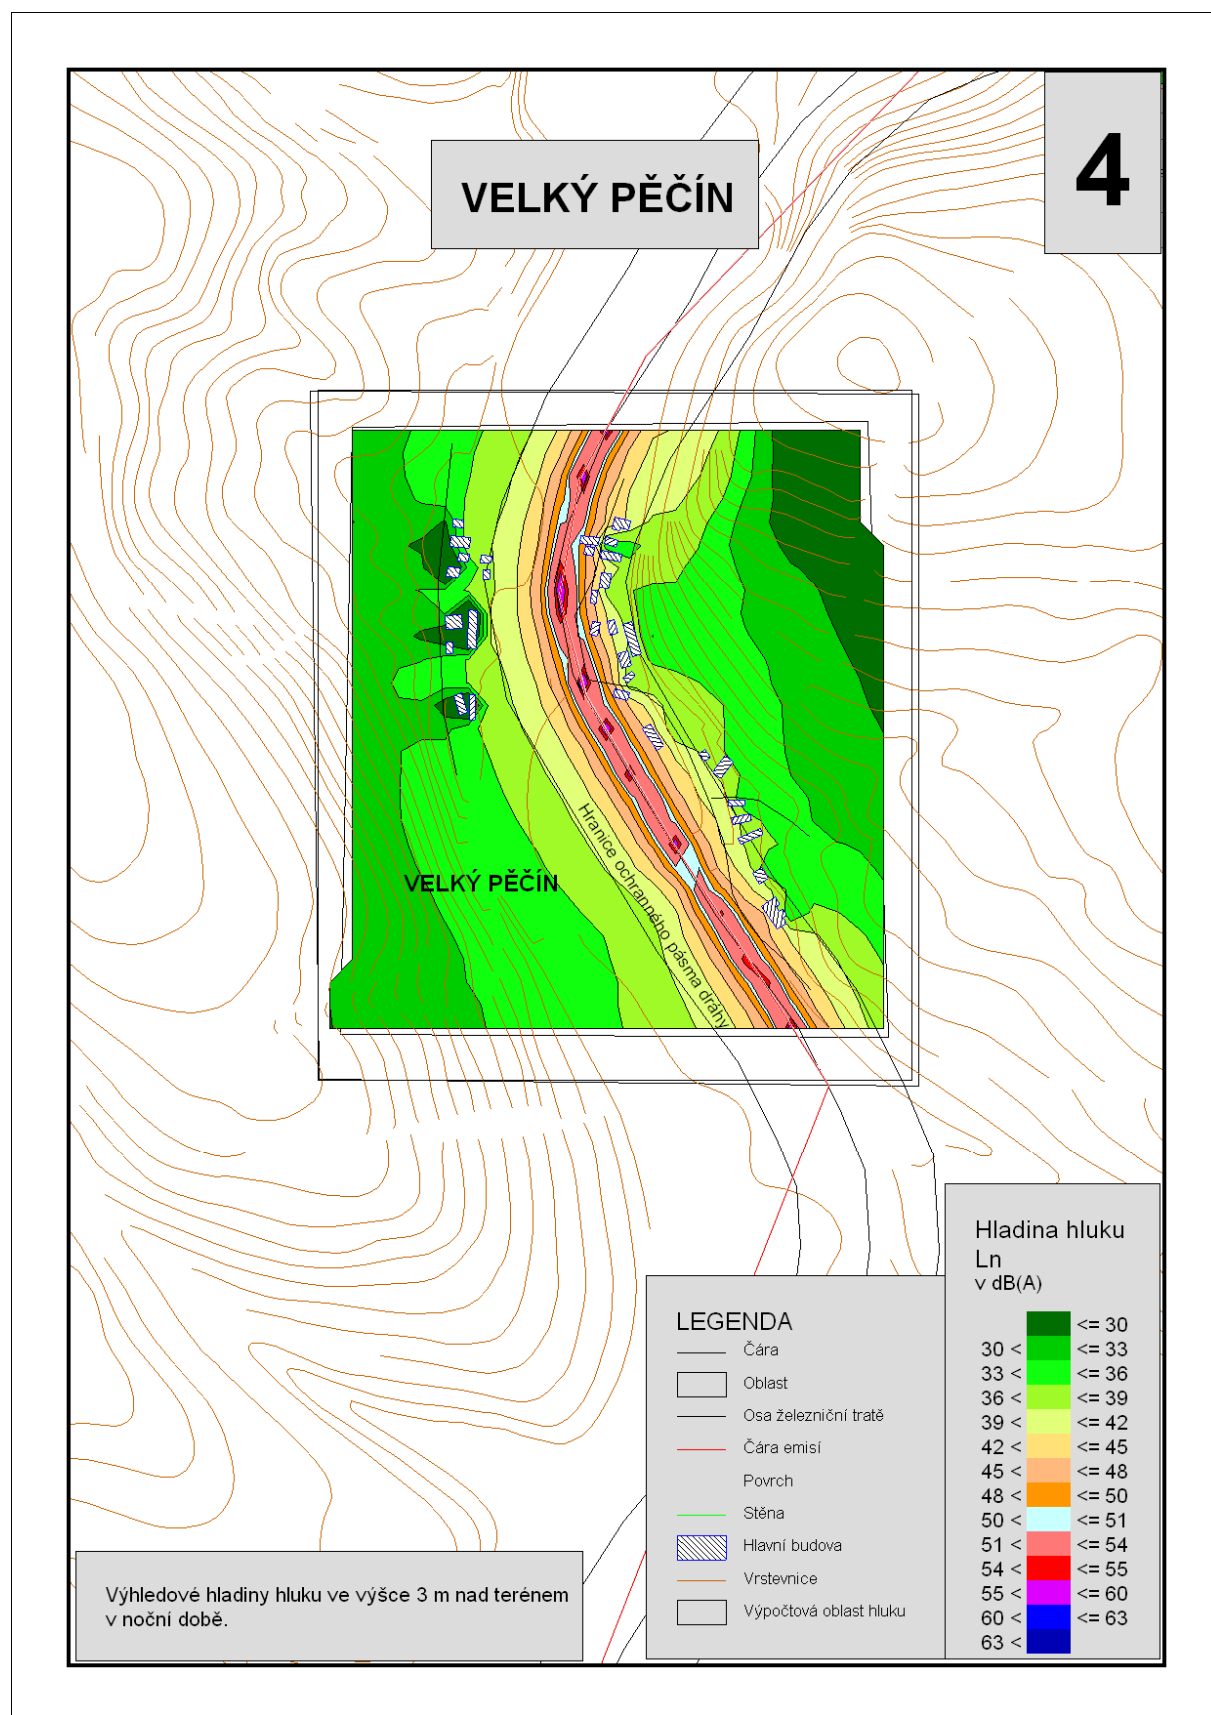 4
VELKÝ PĚČÍN
VELKÝ PĚČÍN
Hranice ochranného pásma dráhy
Hladina hluku
Ln
v dB(A)
<= 30
30 < <= 33
33 < <= 36
36 < <= 39
39 < <= 42
42 < <= 45
45 < <= 48
48 < <= 50
50 < <= 51
51 < <= 54
54 < <= 55
55 < <= 60
60 < <= 63
63 <
LEGENDA
Čára
Oblast
Osa železniční tratě
Čára emisí
Povrch
Stěna
Hlavní budova
Vrstevnice
Výpočtová oblast hluku
Výhledové hladiny hluku ve výšce 3 m nad terénem
v noční době.